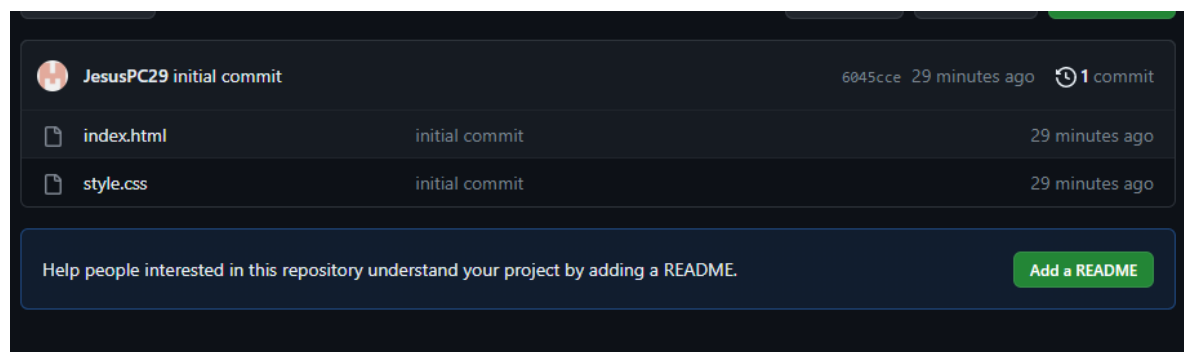 JesusPC29 initial commit 6045cce 29 minutes ago 1 commit
index.html initial commit 29 minutes ago
style.css initial commit 29 minutes ago
Help people interested in this repository understand your project by adding a README. Add a README